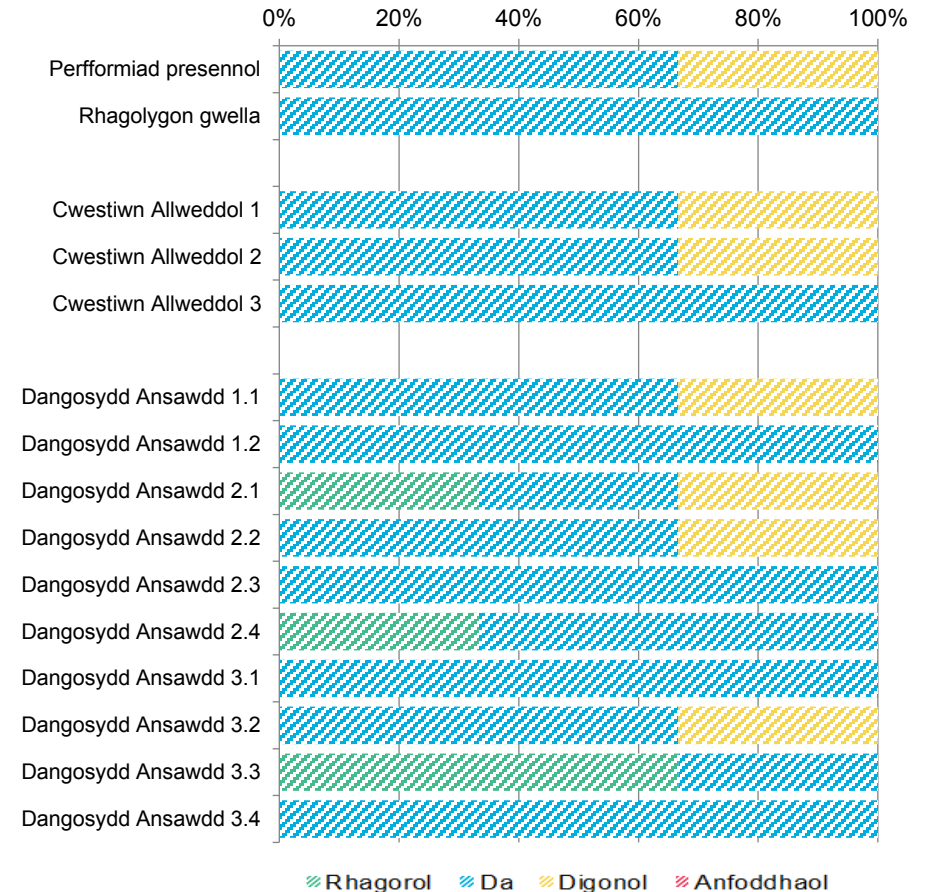 0% 20% 40% 60% 80% 100%
Perfformiad presennol
Rhagolygon gwella
Cwestiwn Allweddol 1
Cwestiwn Allweddol 2
Cwestiwn Allweddol 3
Dangosydd Ansawdd 1.1
Dangosydd Ansawdd 1.2
Dangosydd Ansawdd 2.1
Dangosydd Ansawdd 2.2
Dangosydd Ansawdd 2.3
Dangosydd Ansawdd 2.4
Dangosydd Ansawdd 3.1
Dangosydd Ansawdd 3.2
Dangosydd Ansawdd 3.3
Dangosydd Ansawdd 3.4
Rhagorol Da Digonol Anfoddhaol